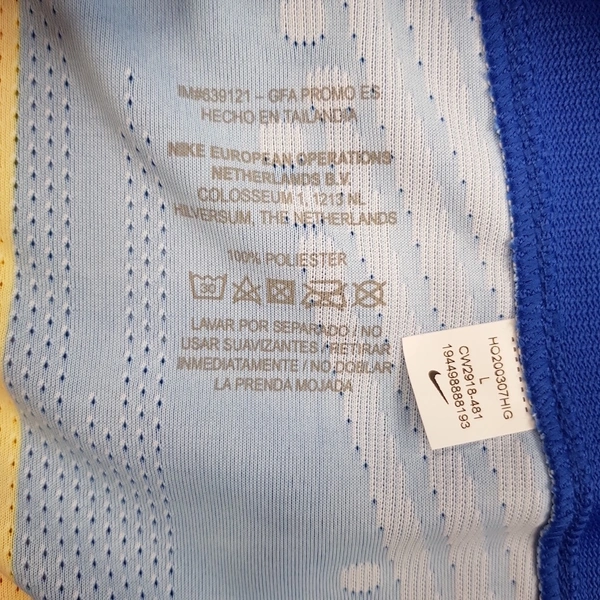 IM#639121 – GFA PROMO ES
HECHO EN TAILANDIA
NIKE EUROPEAN OPERATIONS
NETHERLANDS B.V.
COLOSSEUM 1, 1213 NL
HILVERSUM, THE NETHERLANDS
100% POLIESTER
30
LAVAR POR SEPARADO / NO
USAR SUAVIZANTES / RETIRAR
INMEDIATAMENTE / NO DOBLAR
LA PRENDA MOJADA
HO200307HIG
L
CW2918-481
194498888193